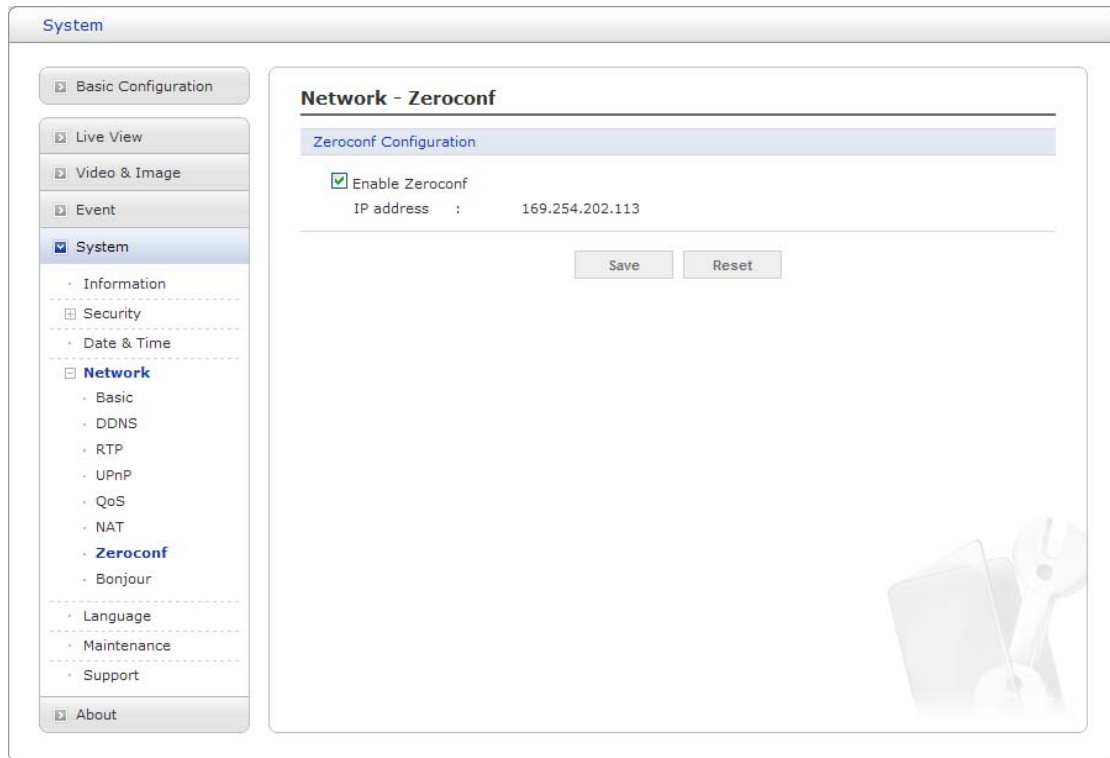 System
Basic Configuration
Live View
Video & Image
Event
System
Information
Security
Date & Time
Network
Basic
DDNS
RTP
UPnP
QoS
NAT
Zeroconf
Bonjour
Language
Maintenance
Support
About
Network - Zeroconf
Zeroconf Configuration
Enable Zeroconf
IP address : 169.254.202.113
Save Reset